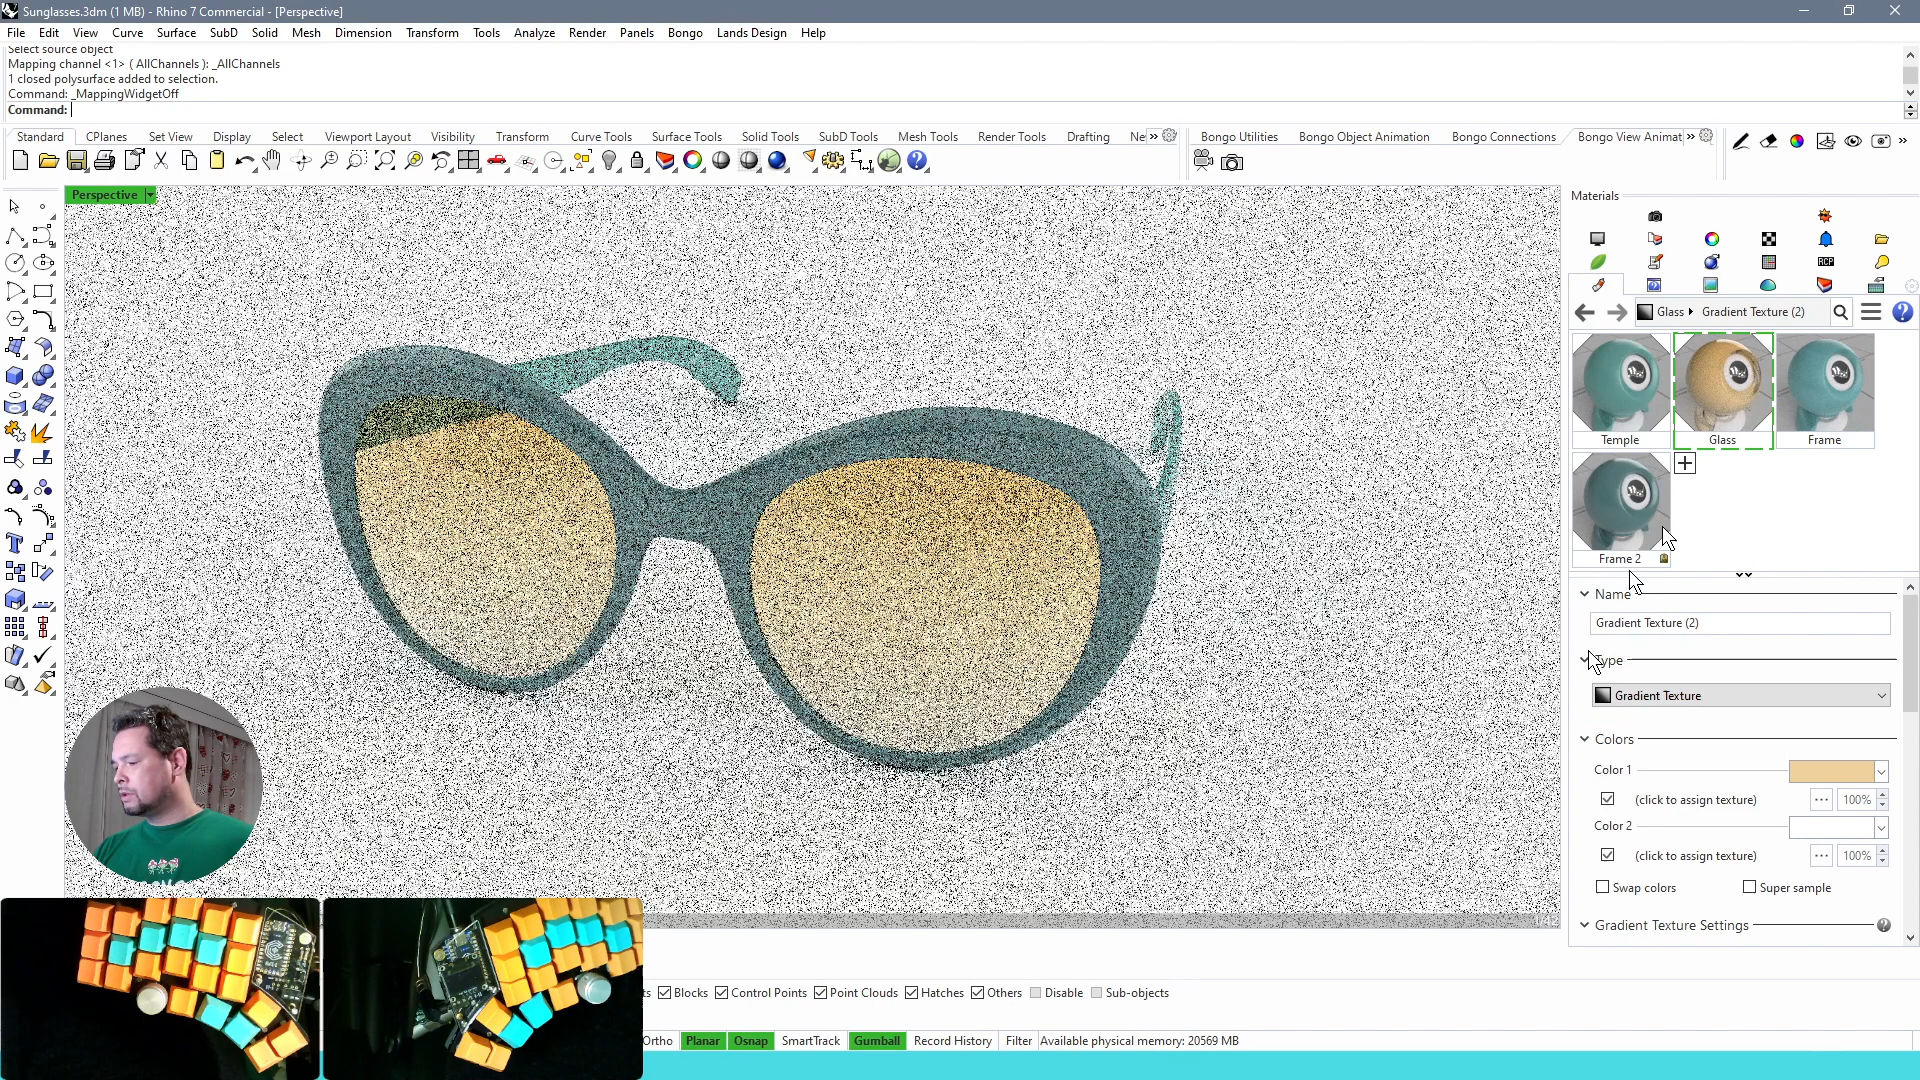 Sunglasses.3dm (1 MB) - Rhino 7 Commercial - [Perspective]
File Edit View Curve Surface SubD Solid Mesh Dimension Transform Tools Analyze Render Panels Bongo Lands Design Help
Select source object
Mapping channel <1> ( AllChannels ): _AllChannels
1 closed polysurface added to selection.
Command: _MappingWidgetOff
Command:
Standard CPlanes Set View Display Select Viewport Layout Visibility Transform Curve Tools Surface Tools Solid Tools SubD Tools Mesh Tools Render Tools Drafting Ne
Bongo Utilities Bongo Object Animation Bongo Connections Bongo View Animat
Perspective
Materials
RCP
Glass Gradient Texture (2)
Temple
Glass
Frame
Frame 2
Name
Gradient Texture (2)
Type
Gradient Texture
Colors
Color 1
(click to assign texture) ... 100%
Color 2
(click to assign texture) ... 100%
Swap colors Super sample
Gradient Texture Settings
ts Blocks Control Points Point Clouds Hatches Others Disable Sub-objects
Ortho Planar Osnap SmartTrack Gumball Record History Filter Available physical memory: 20569 MB